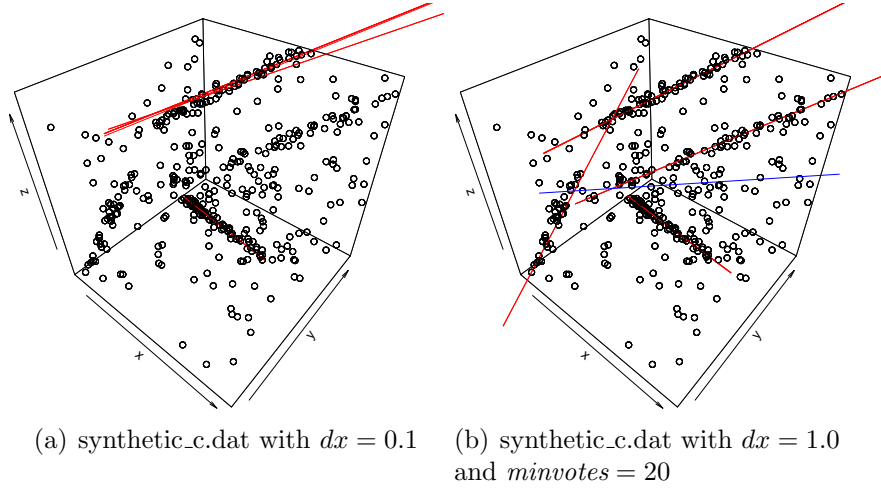 z
x
y
z
x
y
(a) synthetic_c.dat with dx = 0.1
(b) synthetic_c.dat with dx = 1.0
and minvotes = 20